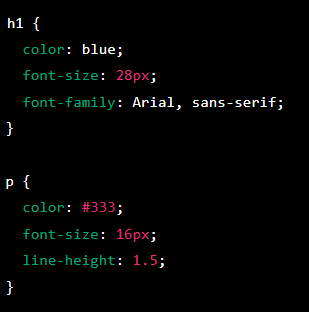 h1 {
  color: blue;
  font-size: 28px;
  font-family: Arial, sans-serif;
}

p {
  color: #333;
  font-size: 16px;
  line-height: 1.5;
}